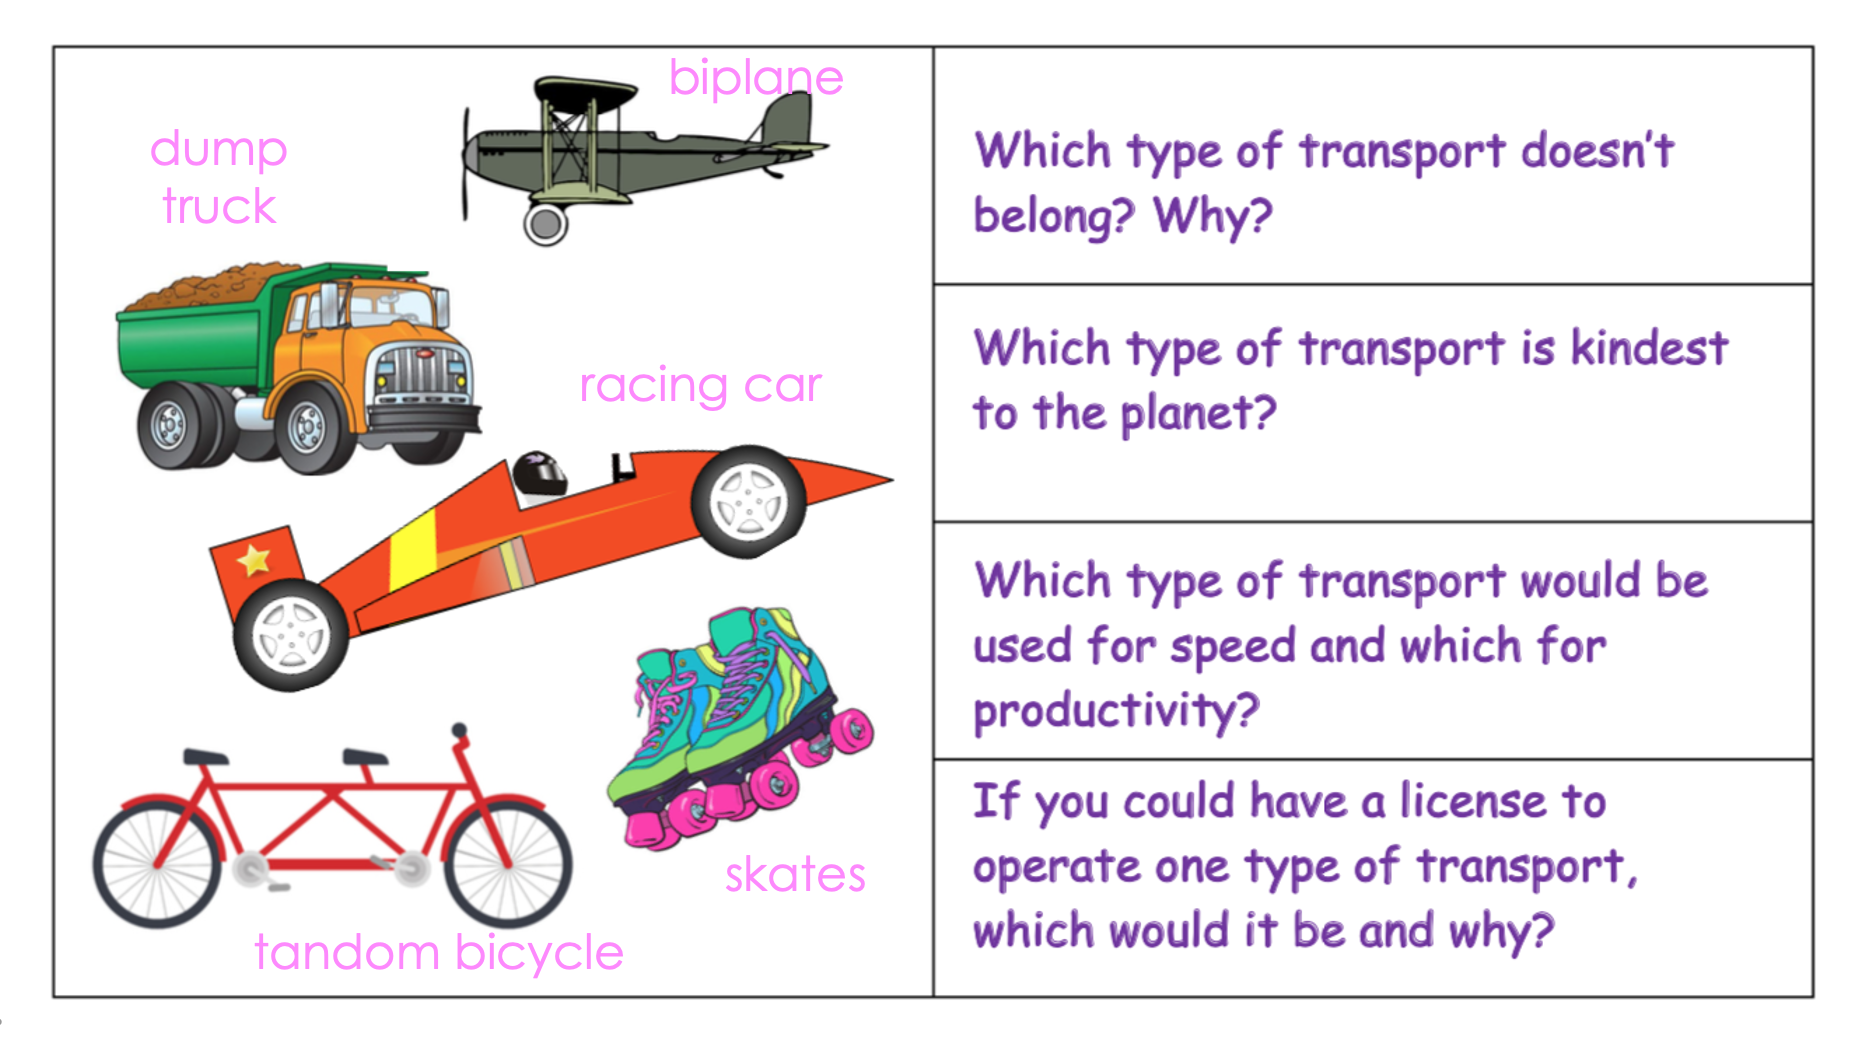 biplane
dump
truck
racing car
skates
tandom bicycle
Which type of transport doesn't
belong? Why?
Which type of transport is kindest
to the planet?
Which type of transport would be
used for speed and which for
productivity?
If you could have a license to
operate one type of transport,
which would it be and why?